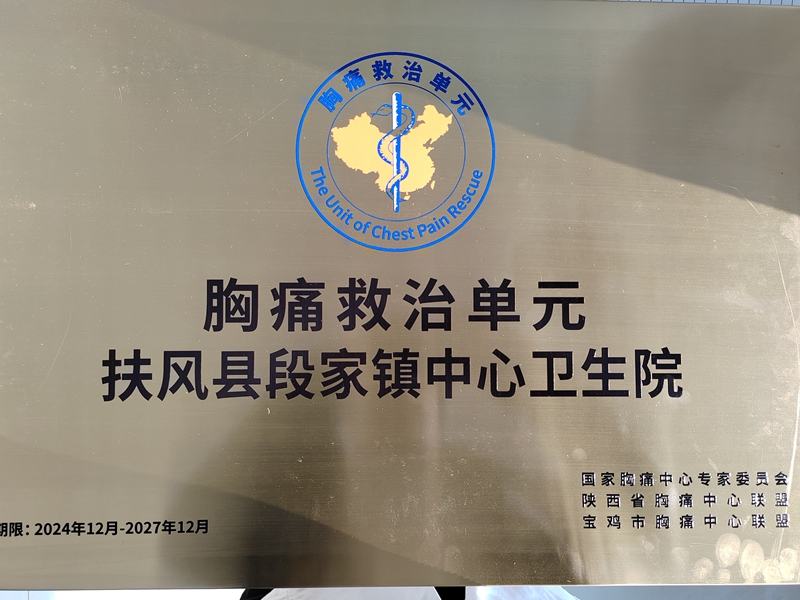 胸痛救治单元
The Unit of Chest Pain Rescue
胸痛救治单元
扶风县段家镇中心卫生院
国家胸痛中心专家委员会
陕西省胸痛中心联盟
宝鸡市胸痛中心联盟
期限：2024年12月-2027年12月